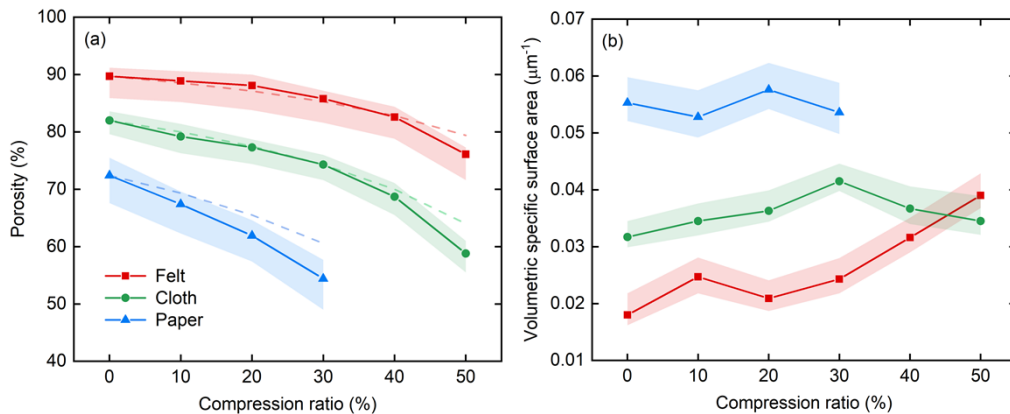 (a)
100
90
80
70
60
50
40
Porosity (%)
Felt
Cloth
Paper
0 10 20 30 40 50
Compression ratio (%)
(b)
0.07
0.06
0.05
0.04
0.03
0.02
0.01
Volumetric specific surface area (μm⁻¹)
0 10 20 30 40 50
Compression ratio (%)